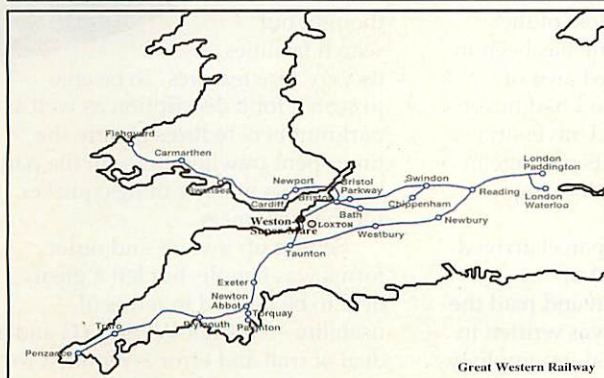 Fishguard
Carmarthen
Swansea
Cardiff
Newport
Bristol
Bristol
Parkway
Bath
Swindon
Chippenham
Reading
London
Paddington
London
Waterloo
Weston
Super Mare
LOXTON
Westbury
Newbury
Taunton
Exeter
Newton
Abbot
Torquay
Paignton
Plymouth
Truro
Penzance
Great Western Railway